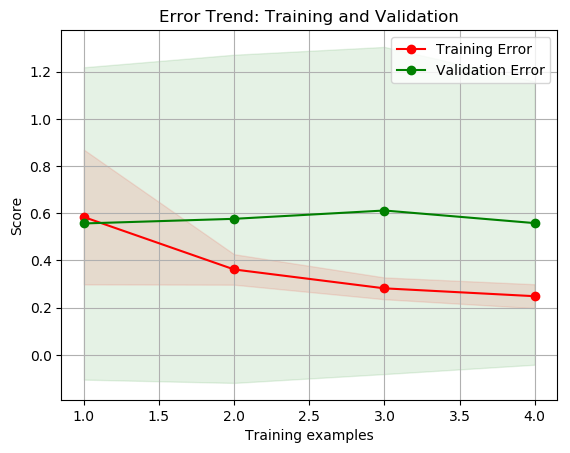 Error Trend: Training and Validation
Training Error
Validation Error
Score
1.2
1.0
0.8
0.6
0.4
0.2
0.0
1.0 1.5 2.0 2.5 3.0 3.5 4.0
Training examples